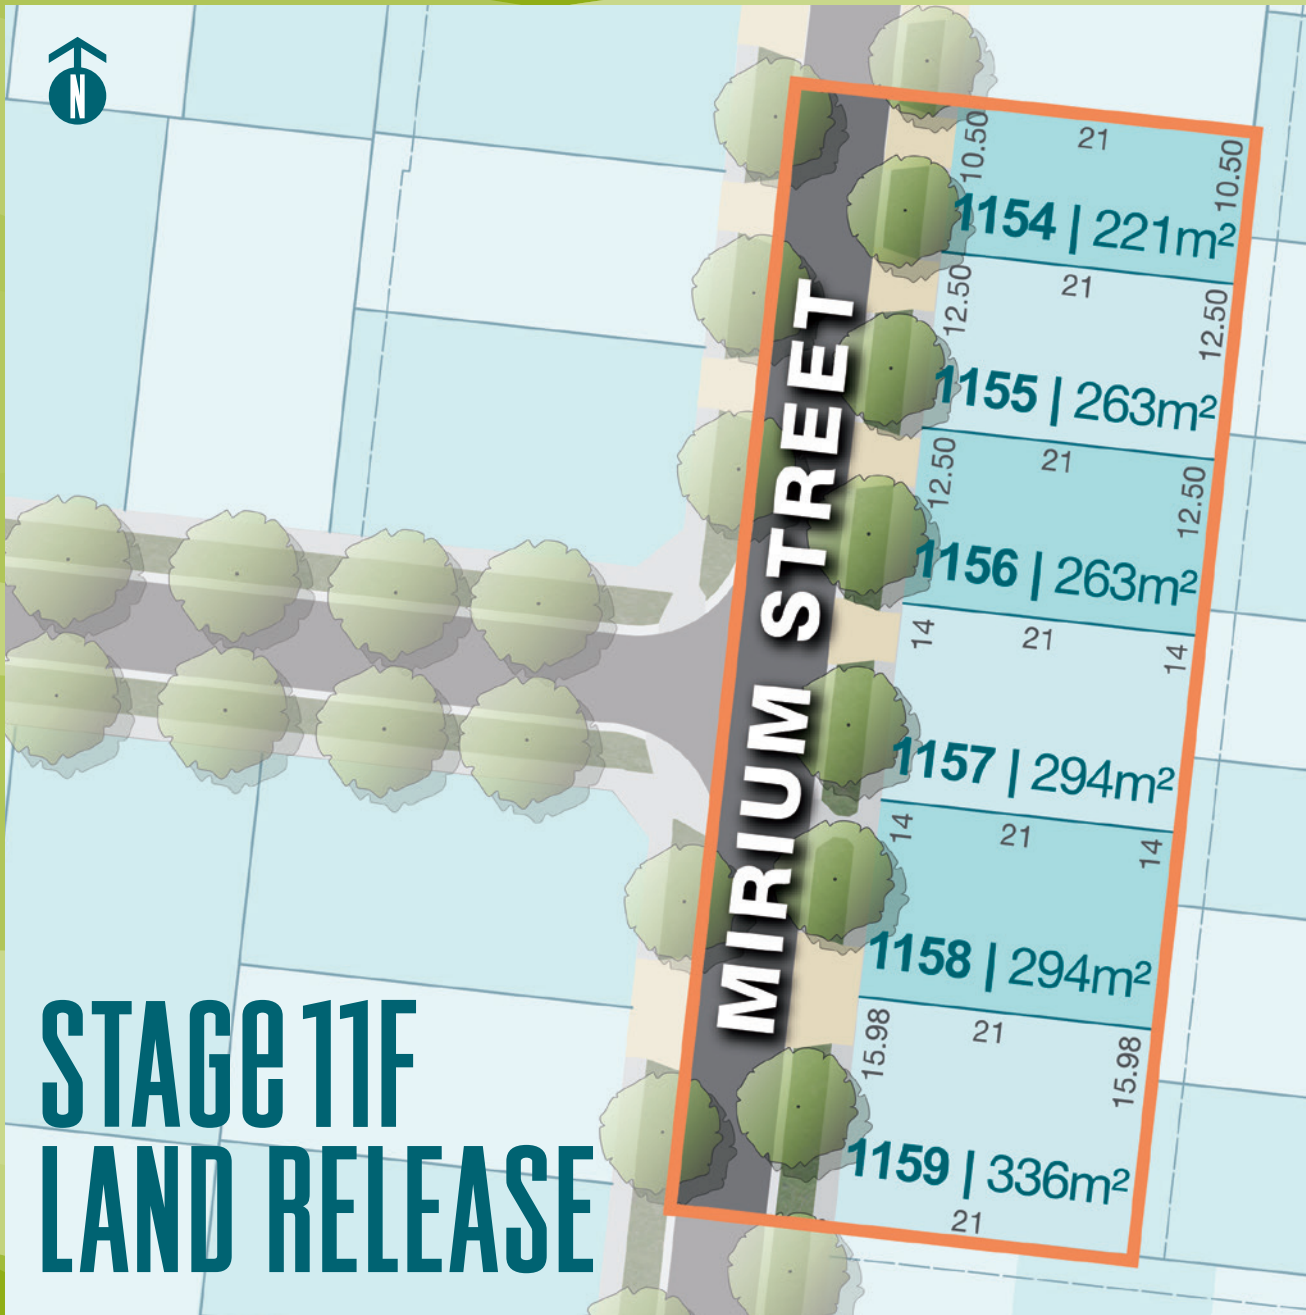 N
21
10.50
10.50
1154 | 221m²
21
12.50
12.50
1155 | 263m²
21
12.50
12.50
1156 | 263m²
21
14
14
1157 | 294m²
21
14
14
1158 | 294m²
21
15.98
15.98
1159 | 336m²
21
MIRIUM STREET
STAGe 11F
LAND RELEASE